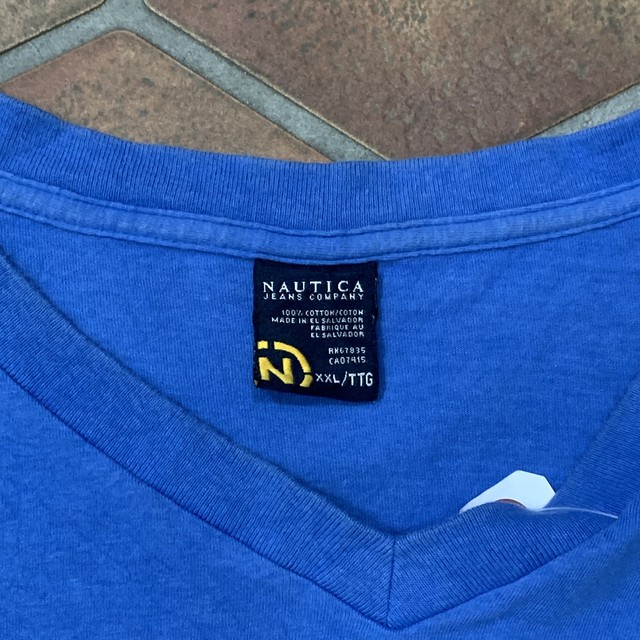 NAUTICA
JEANS COMPANY
100% COTTON/COTON
MADE IN EL SALVADOR
FABRIQUE AU
EL SALVADOR
RN67835
CA07415
N
XXL/TTG